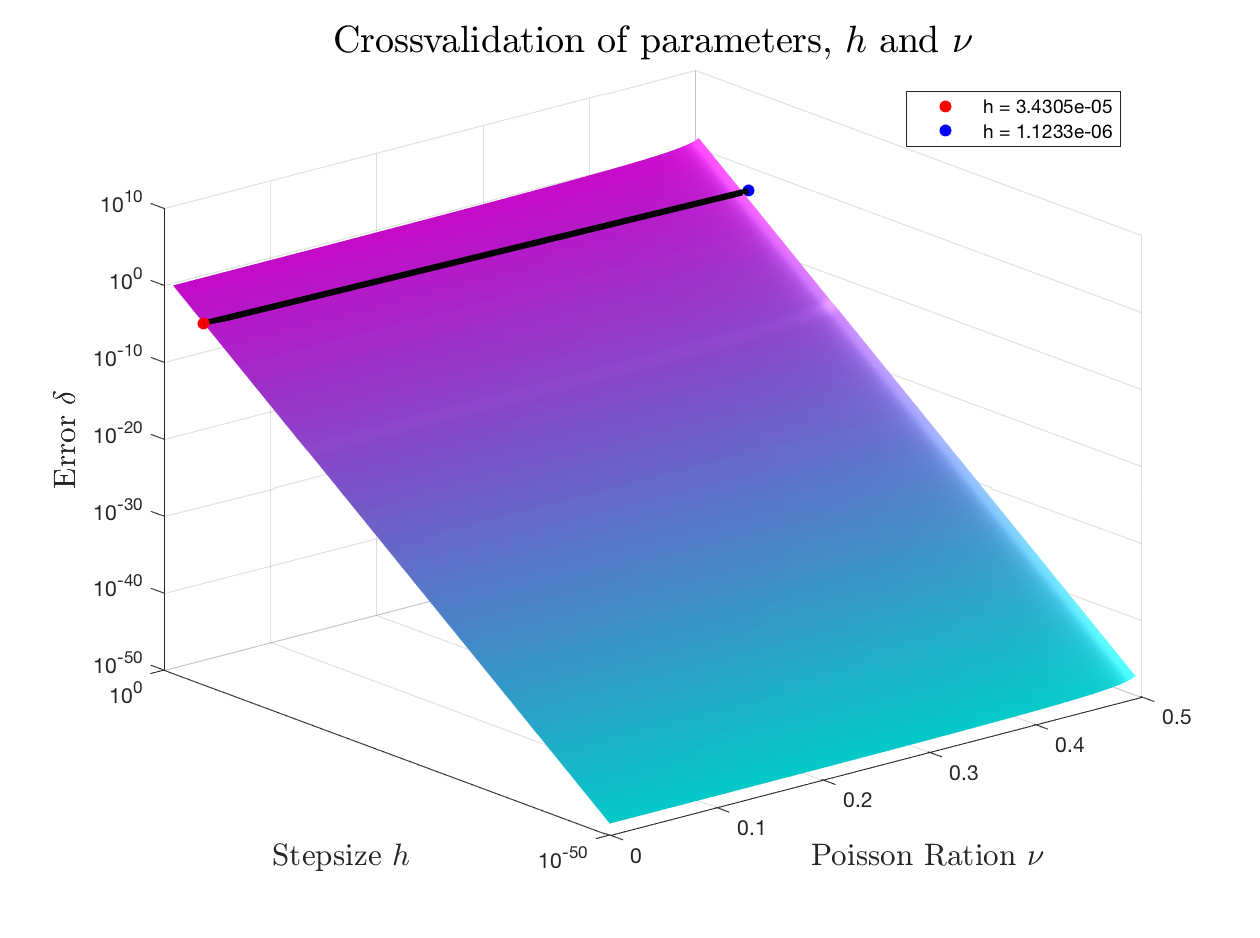 Crossvalidation of parameters, h and ν
h = 3.4305e-05
h = 1.1233e-06
Error δ
10^10
10^0
10^-10
10^-20
10^-30
10^-40
10^-50
10^0
Stepsize h
10^-50
0
0.1
0.2
0.3
0.4
0.5
Poisson Ration ν